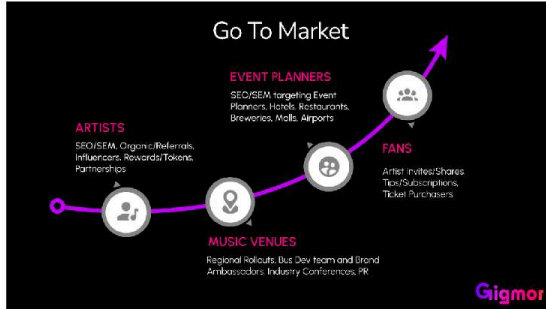 Go To Market
EVENT PLANNERS
SEO/SEM targeting Event
Planners, Hotels, Restaurants,
Breweries, Malls, Airports
ARTISTS
SEO/SEM, Organic/Referrals,
Influencers, Rewards/Tokens,
Partnerships
FANS
Artist Invites/Shares
Tips/Subscriptions,
Ticket Purchasers
MUSIC VENUES
Regional Rollouts, Bus Dev team and Brand
Ambassadors, Industry Conferences, PR
Gigmor